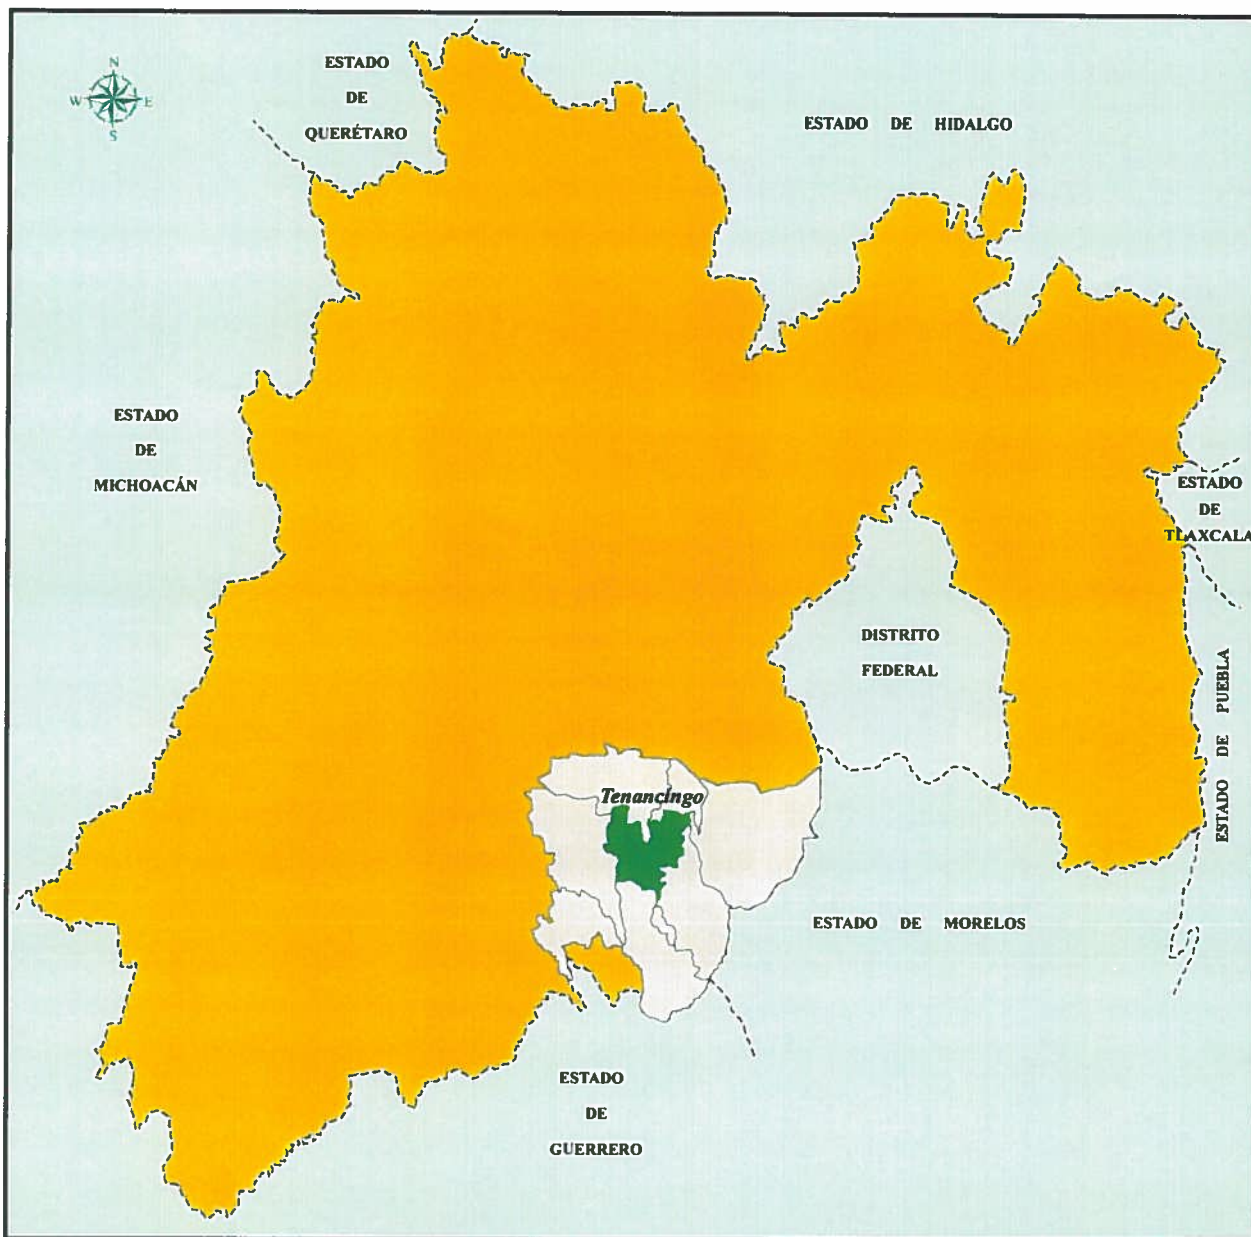 N
W E
S
ESTADO
DE
QUERÉTARO
ESTADO DE HIDALGO
ESTADO
DE
MICHOACÁN
ESTADO
DE
TLAXCALA
DISTRITO
FEDERAL
ESTADO DE PUEBLA
Tenancingo
ESTADO DE MORELOS
ESTADO
DE
GUERRERO